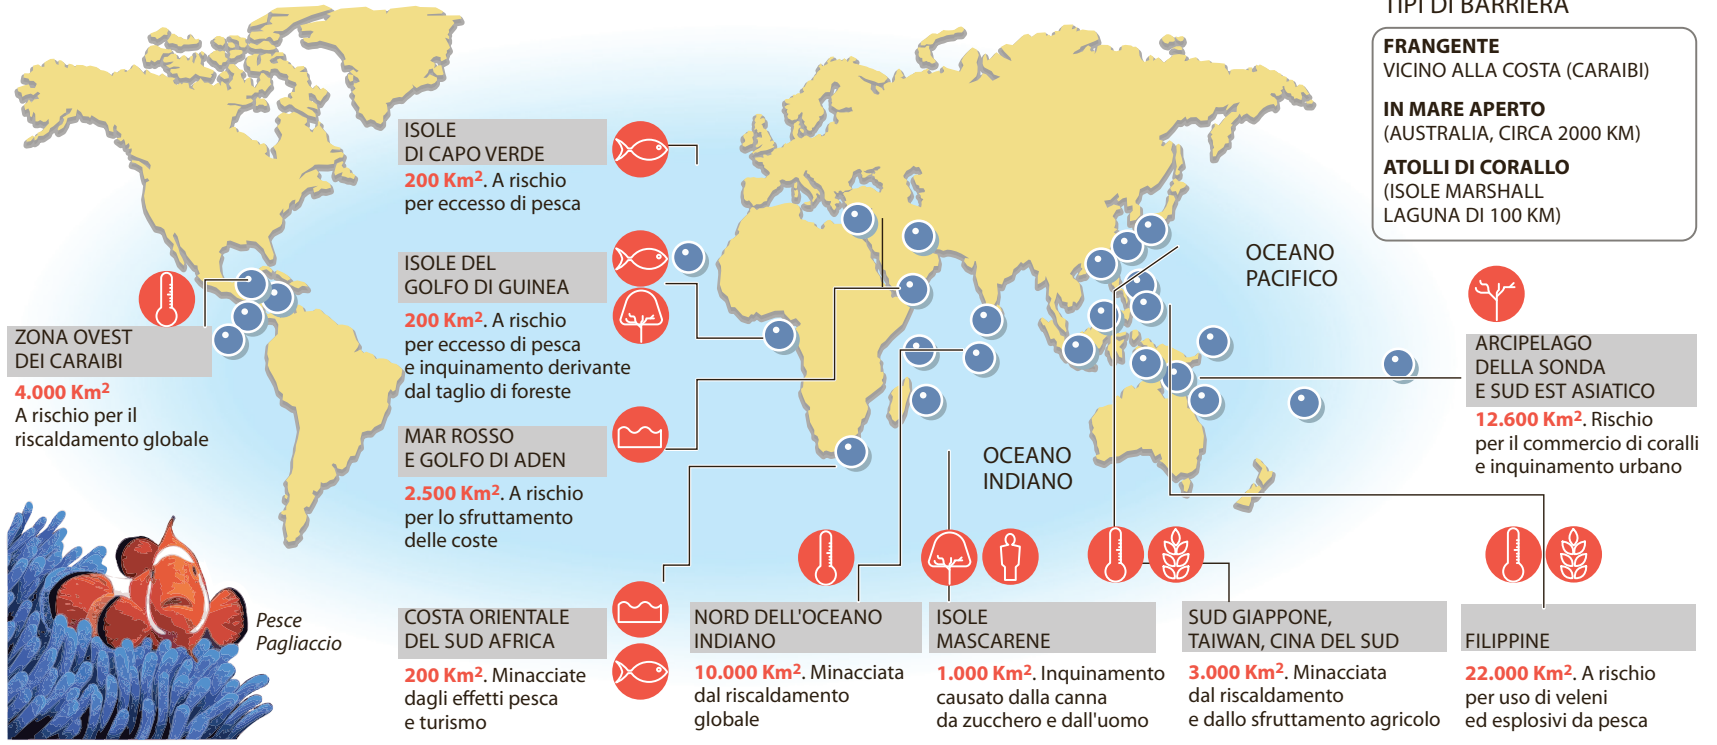 TIPI DI BARRIERA
FRANGENTE
VICINO ALLA COSTA (CARAIBI)
IN MARE APERTO
(AUSTRALIA, CIRCA 2000 KM)
ATOLLI DI CORALLO
(ISOLE MARSHALL
LAGUNA DI 100 KM)
ISOLE
DI CAPO VERDE
200 Km². A rischio
per eccesso di pesca
ISOLE DEL
GOLFO DI GUINEA
200 Km². A rischio
per eccesso di pesca
e inquinamento derivante
dal taglio di foreste
MAR ROSSO
E GOLFO DI ADEN
2.500 Km². A rischio
per lo sfruttamento
delle coste
ZONA OVEST
DEI CARAIBI
4.000 Km²
A rischio per il
riscaldamento globale
OCEANO
PACIFICO
OCEANO
INDIANO
ARCIPELAGO
DELLA SONDA
E SUD EST ASIATICO
12.600 Km². Rischio
per il commercio di coralli
e inquinamento urbano
Pesce
Pagliaccio
COSTA ORIENTALE
DEL SUD AFRICA
200 Km². Minacciate
dagli effetti pesca
e turismo
NORD DELL'OCEANO
INDIANO
10.000 Km². Minacciata
dal riscaldamento
globale
ISOLE
MASCARENE
1.000 Km². Inquinamento
causato dalla canna
da zucchero e dall'uomo
SUD GIAPPONE,
TAIWAN, CINA DEL SUD
3.000 Km². Minacciata
dal riscaldamento
e dallo sfruttamento agricolo
FILIPPINE
22.000 Km². A rischio
per uso di veleni
ed esplosivi da pesca